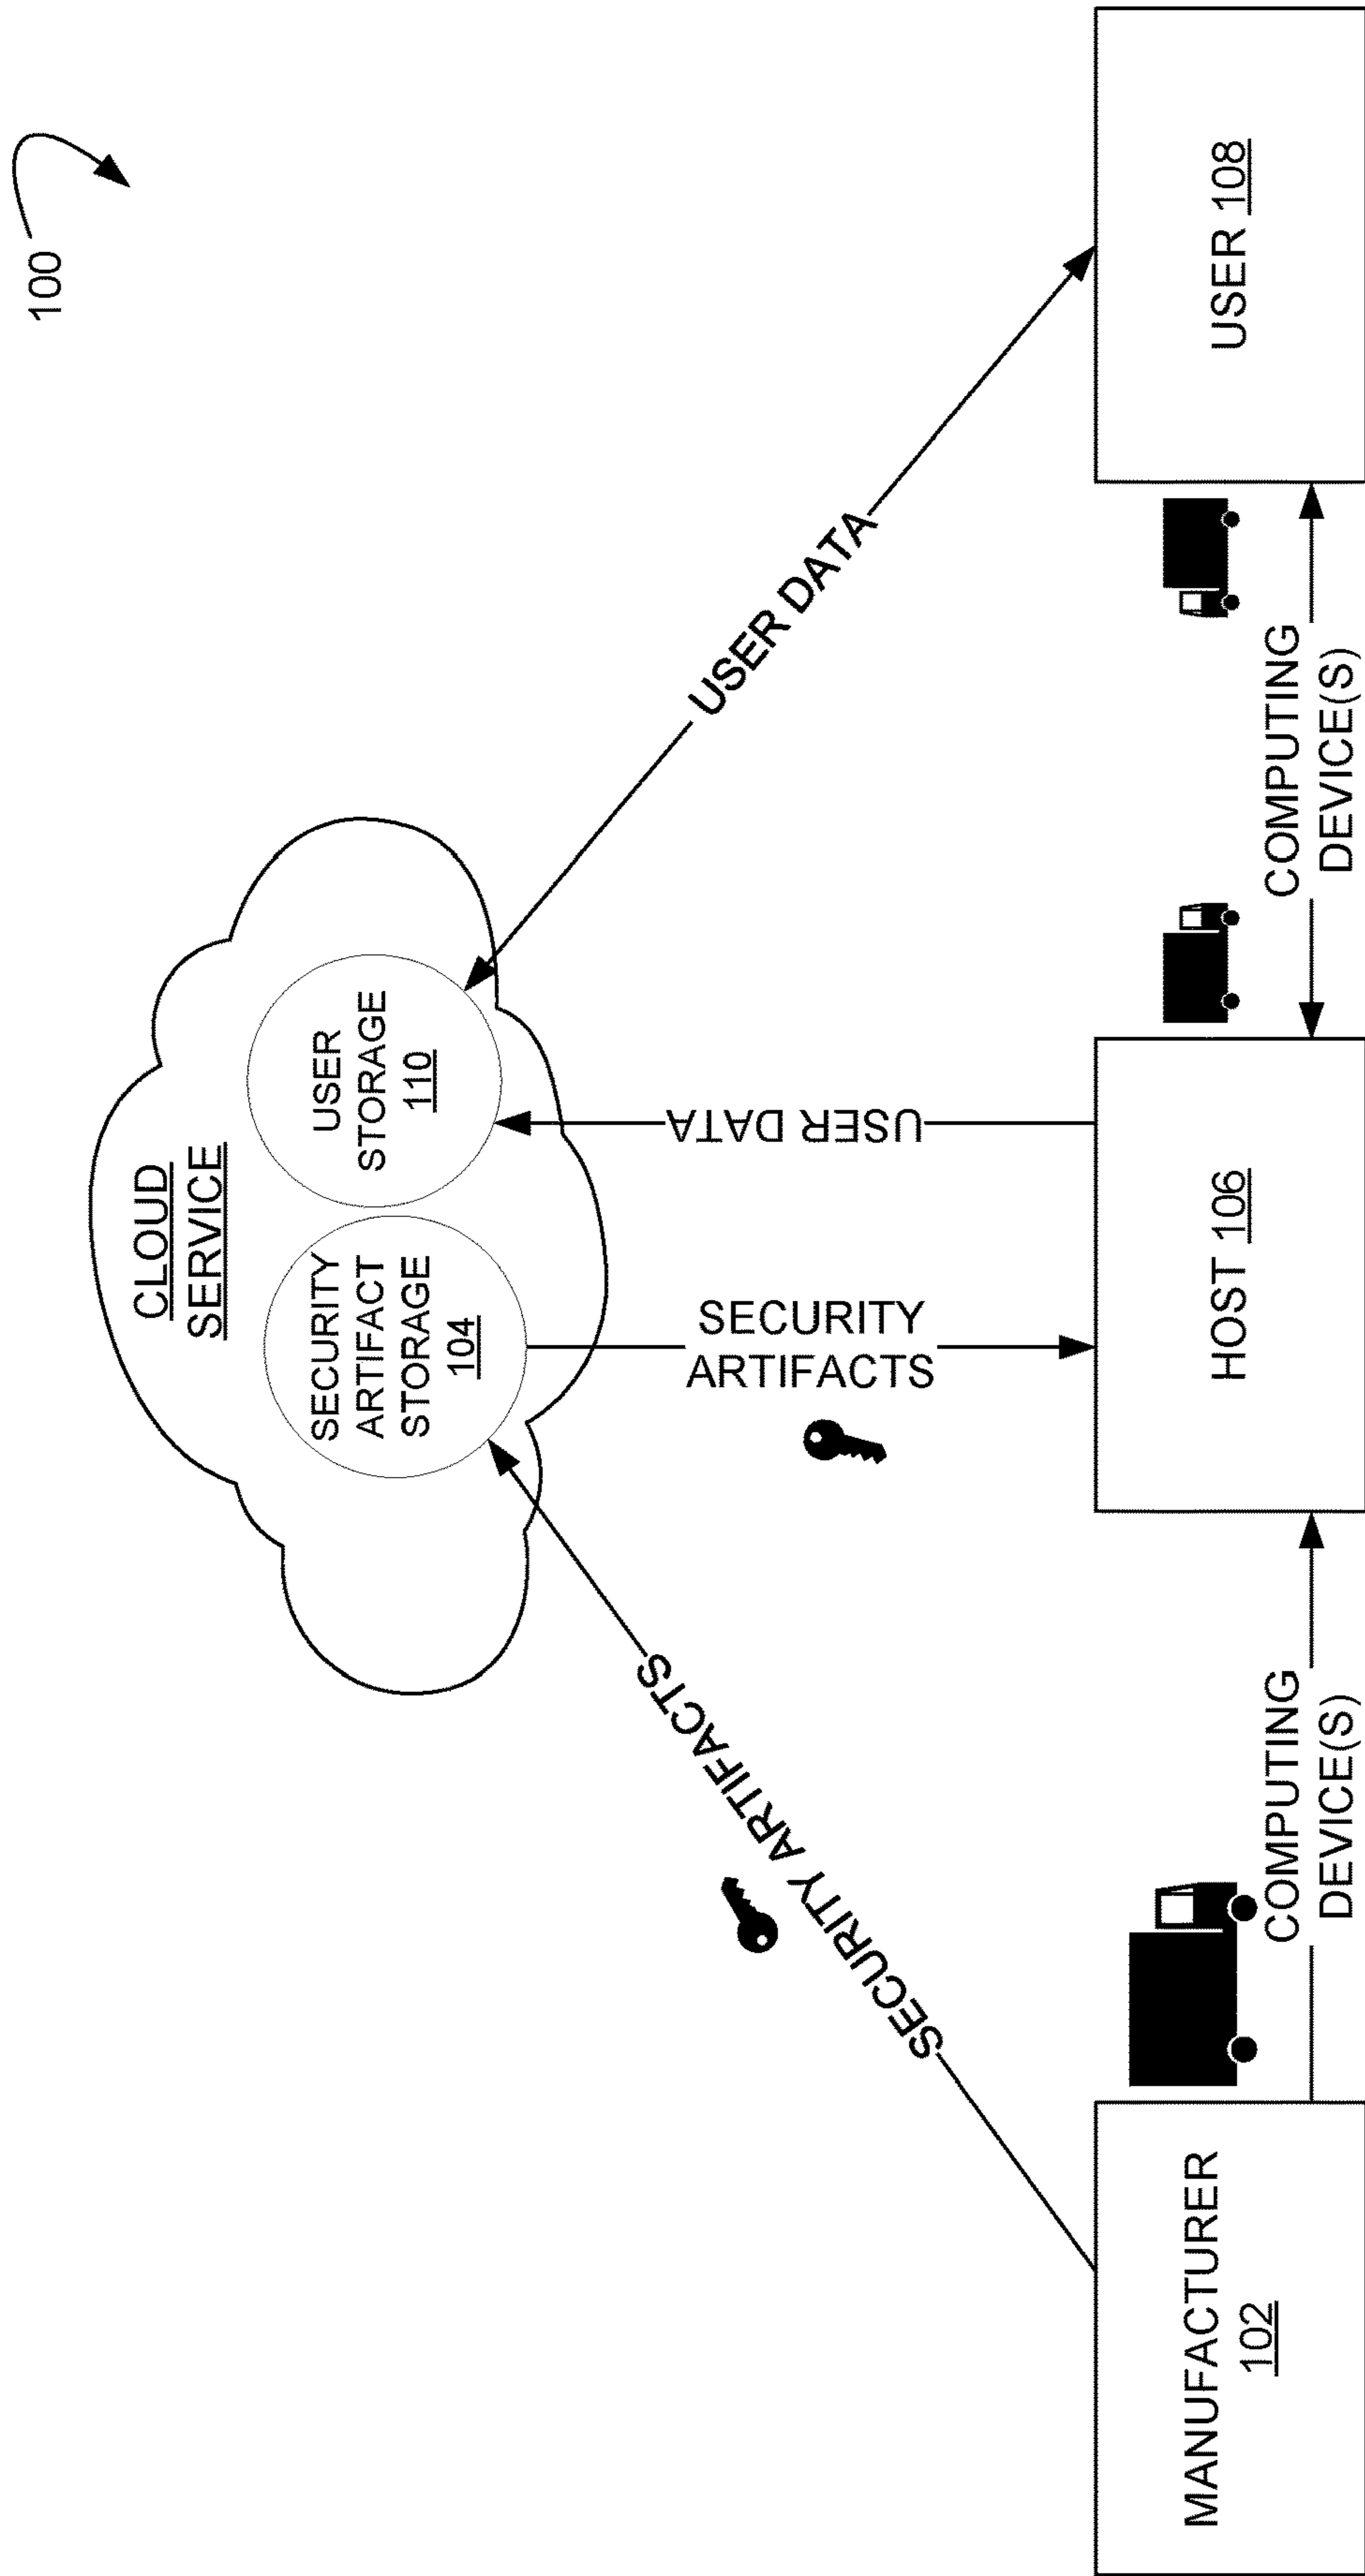 100
CLOUD
SERVICE
SECURITY
ARTIFACT
STORAGE
104
USER
STORAGE
110
SECURITY ARTIFACTS
SECURITY
ARTIFACTS
USER DATA
USER DATA
MANUFACTURER
102
COMPUTING
DEVICE(S)
HOST 106
COMPUTING
DEVICE(S)
USER 108